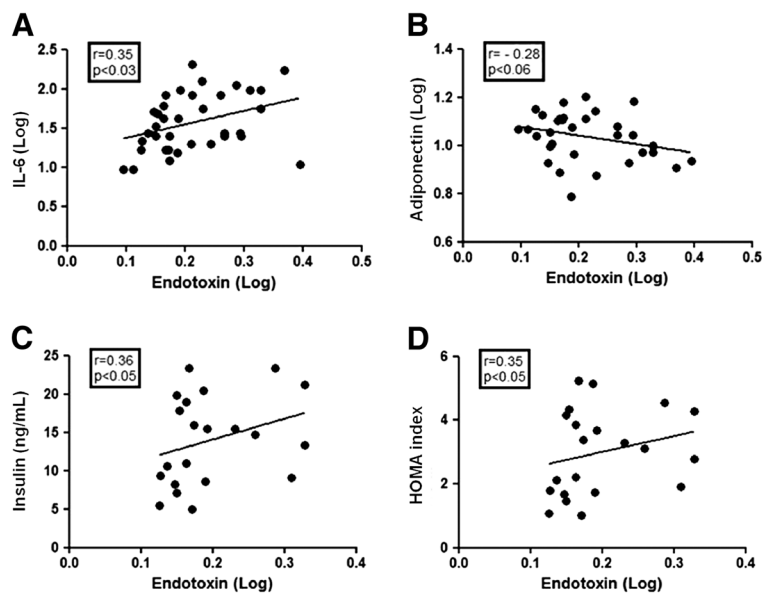 A
r=0.35
p<0.03
IL-6 (Log)
2.5
2.0
1.5
1.0
0.5
0.0
0.0 0.1 0.2 0.3 0.4 0.5
Endotoxin (Log)
B
r= - 0.28
p<0.06
Adiponectin (Log)
1.4
1.2
1.0
0.8
0.6
0.0 0.1 0.2 0.3 0.4 0.5
Endotoxin (Log)
C
r=0.36
p<0.05
Insulin (ng/mL)
25
20
15
10
5
0
0.0 0.1 0.2 0.3 0.4
Endotoxin (Log)
D
r=0.35
p<0.05
HOMA index
6
4
2
0
0.0 0.1 0.2 0.3 0.4
Endotoxin (Log)